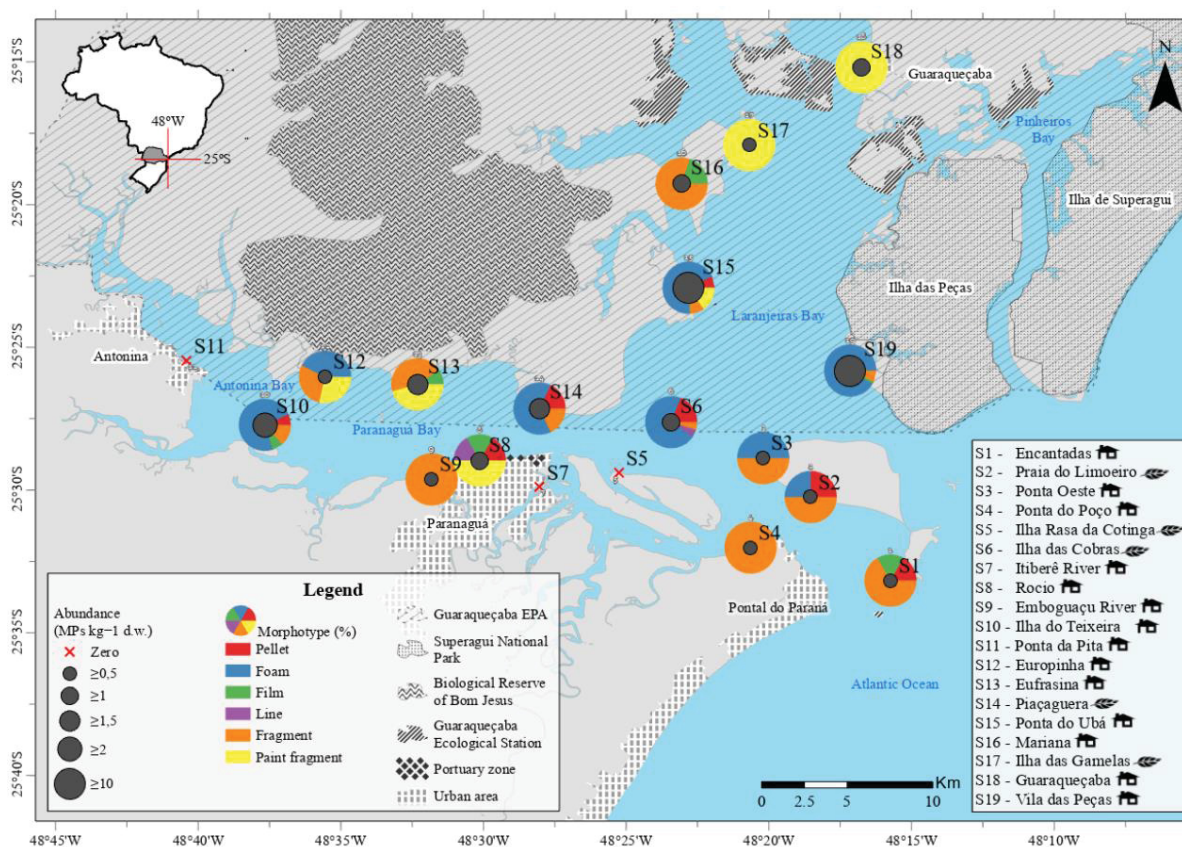 25°15'S
25°20'S
25°25'S
25°30'S
25°35'S
25°40'S
48°W
25°S
N
S18
Guaraqueçaba
Pinheiros
Bay
S17
S16
Ilha de Superagui
S15
Ilha das Peças
Laranjeiras Bay
S11
Antonina
S12
S13
S19
Antonina Bay
S14
S10
S6
Paranaguá Bay
S3
S8
S5
S9
S7
S2
Paranaguá
S4
S1
Pontal do Paraná
Atlantic Ocean
S1 - Encantadas
S2 - Praia do Limoeiro
S3 - Ponta Oeste
S4 - Ponta do Poço
S5 - Ilha Rasa da Cotinga
S6 - Ilha das Cobras
S7 - Itiberê River
S8 - Rocio
S9 - Emboguaçu River
S10 - Ilha do Teixeira
S11 - Ponta da Pita
S12 - Europinha
S13 - Eufrasina
S14 - Piaçaguera
S15 - Ponta do Ubá
S16 - Mariana
S17 - Ilha das Gamelas
S18 - Guaraqueçaba
S19 - Vila das Peças
Legend
Abundance
(MPs kg−1 d.w.)
Zero
≥0,5
≥1
≥1,5
≥2
≥10
Morphotype (%)
Pellet
Foam
Film
Line
Fragment
Paint fragment
Guaraqueçaba EPA
Superagui National
Park
Biological Reserve
of Bom Jesus
Guaraqueçaba
Ecological Station
Portuary zone
Urban area
Km
0 2.5 5 10
48°45'W 48°40'W 48°35'W 48°30'W 48°25'W 48°20'W 48°15'W 48°10'W